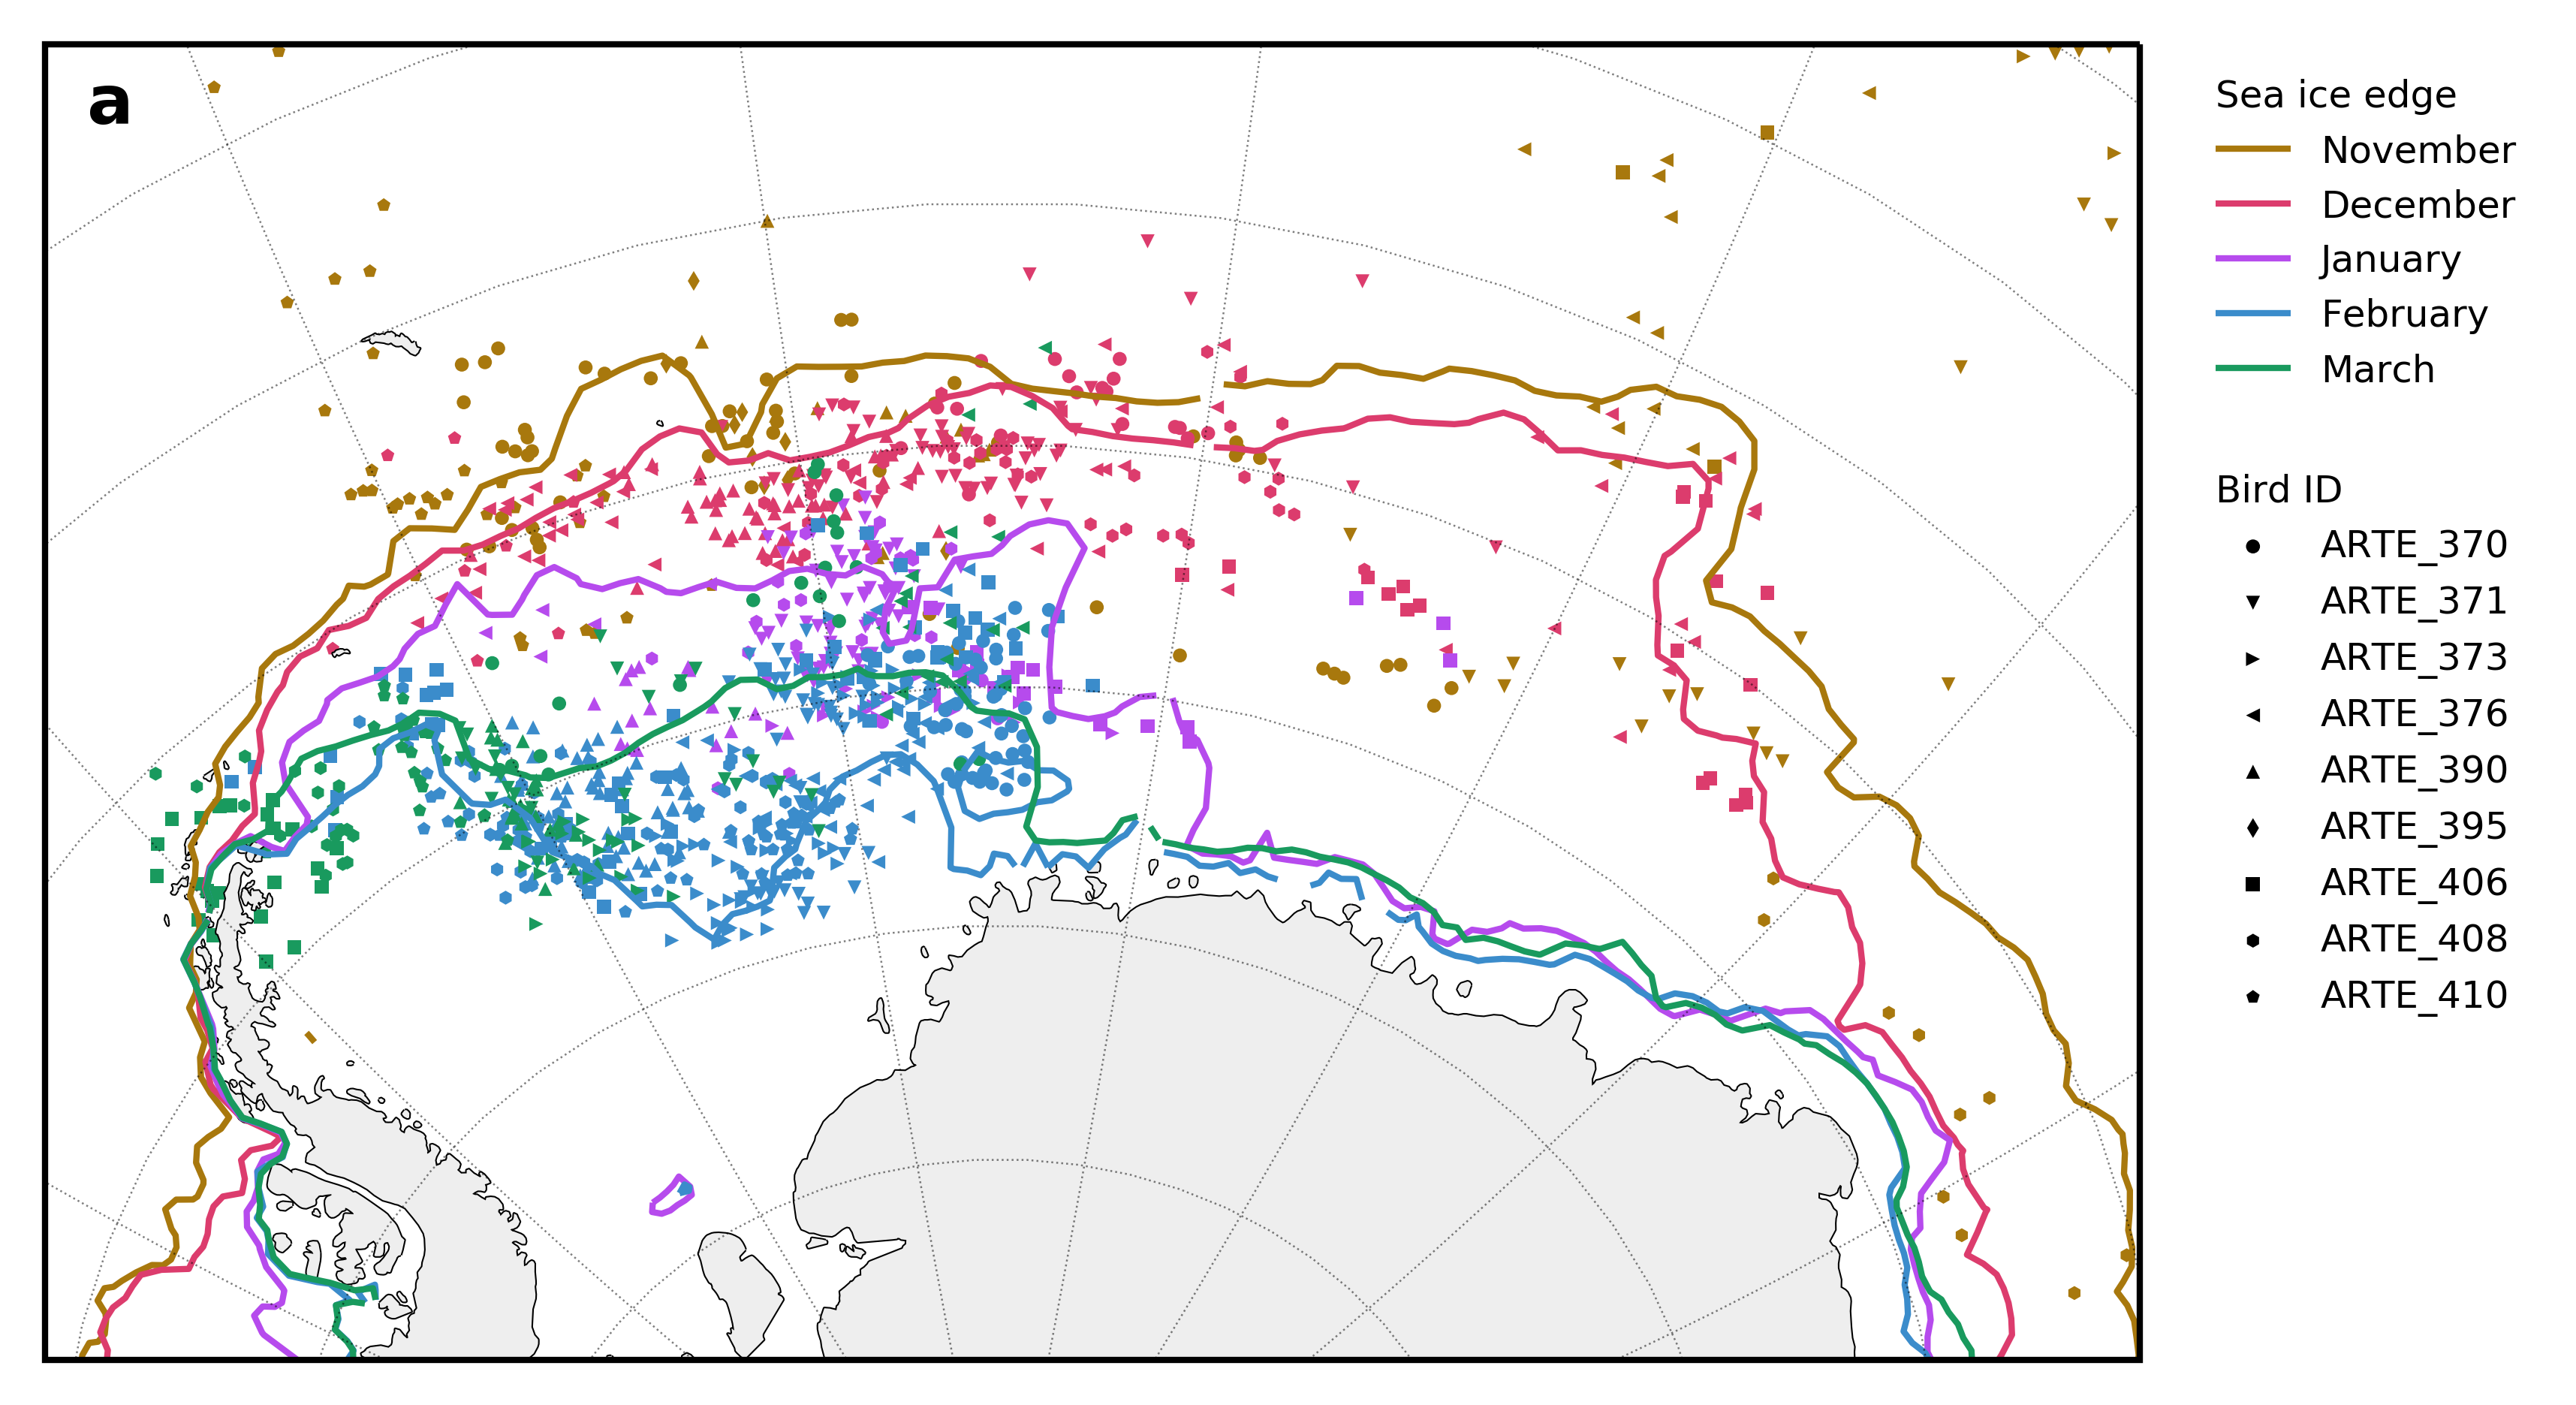 a
Sea ice edge
November
December
January
February
March
Bird ID
ARTE_370
ARTE_371
ARTE_373
ARTE_376
ARTE_390
ARTE_395
ARTE_406
ARTE_408
ARTE_410